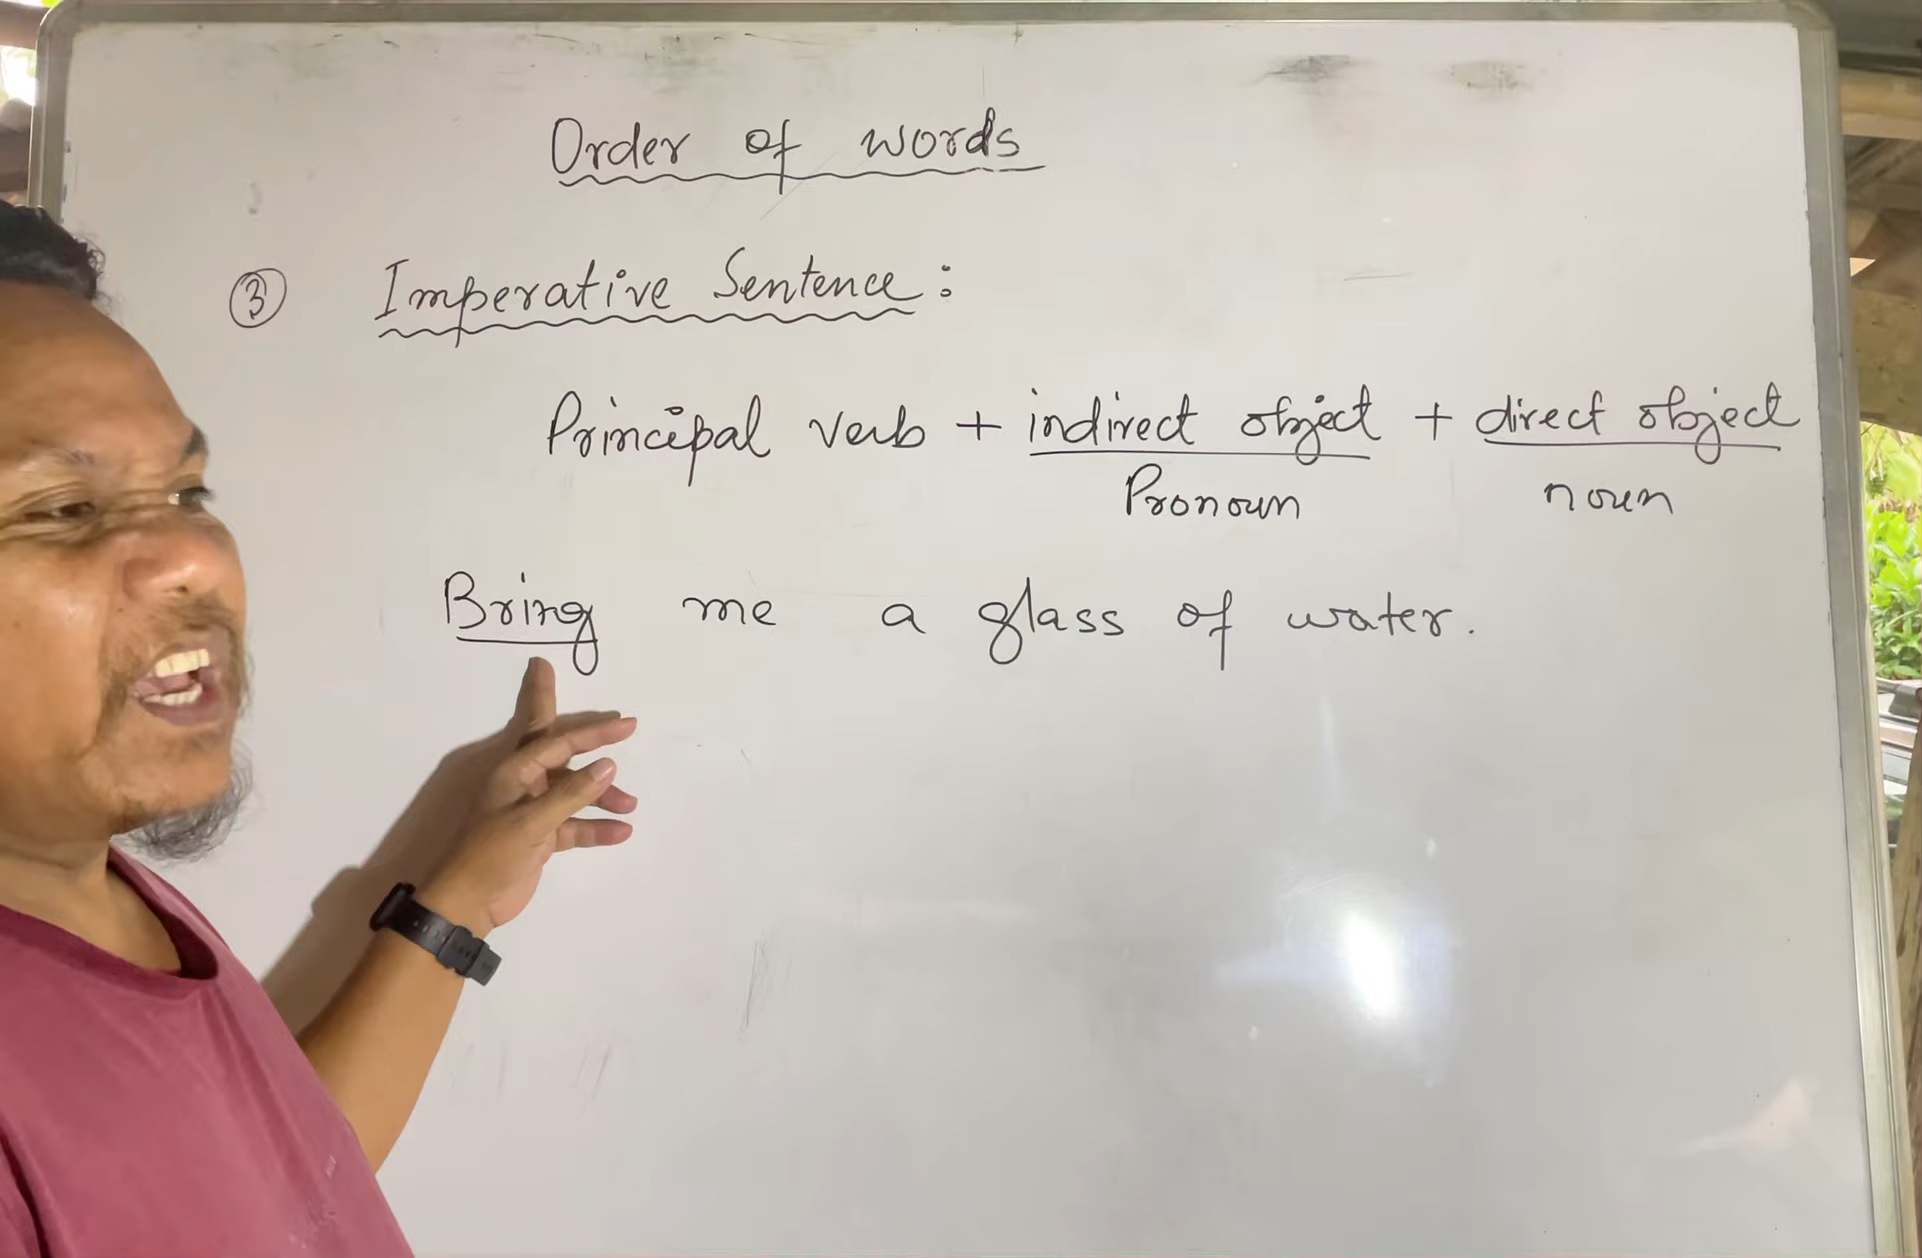 Order of words
③ Imperative Sentence:
Principal verb + indirect object + direct object
Pronoun noun
Bring me a glass of water.